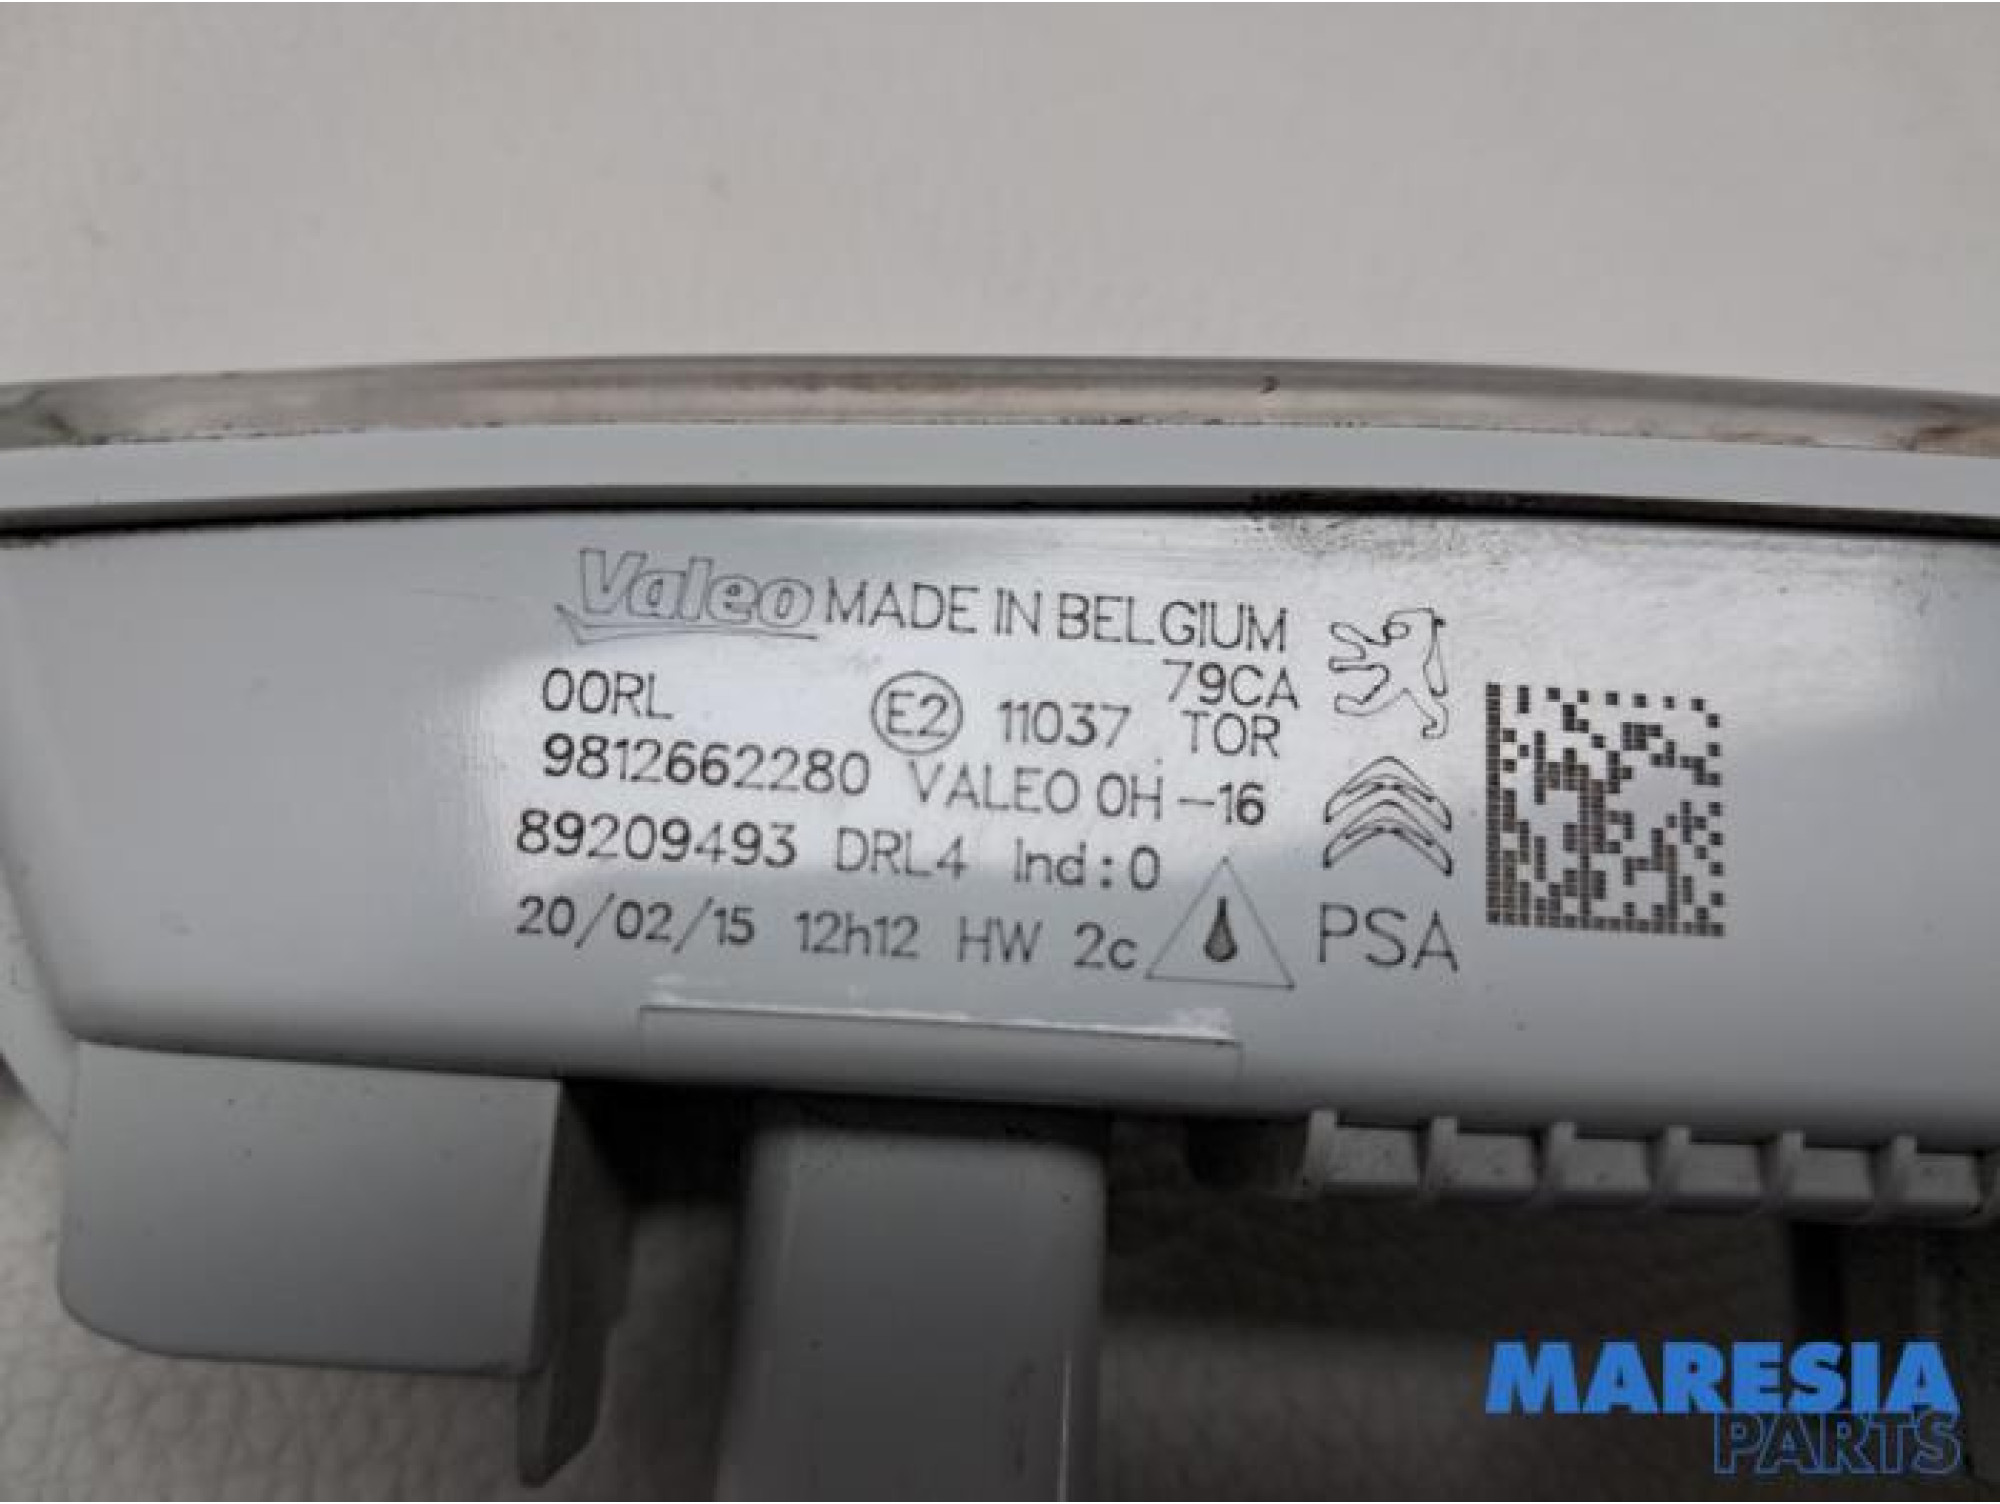 Valeo MADE IN BELGIUM
79CA
00RL E2 11037 TOR
9812662280 VALEO 0H -16
89209493 DRL4 Ind:0
20/02/15 12h12 HW 2c PSA
MARESIA
PARTS